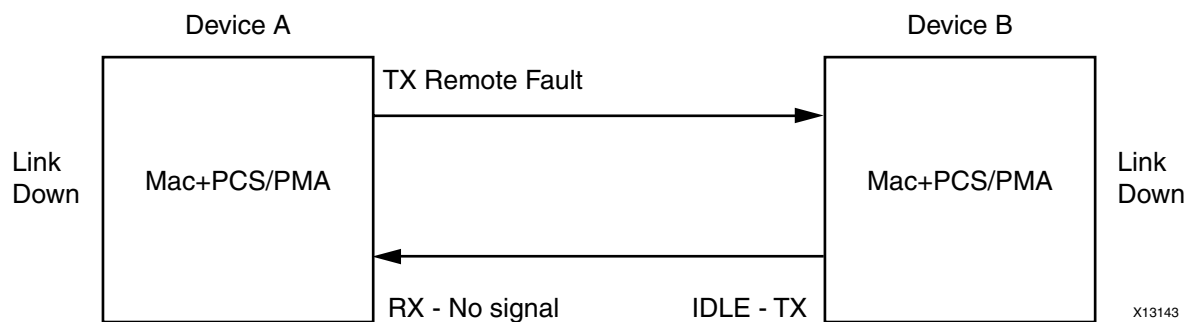 Device A
Device B
TX Remote Fault
Link
Down
Mac+PCS/PMA
Mac+PCS/PMA
Link
Down
RX - No signal
IDLE - TX
X13143